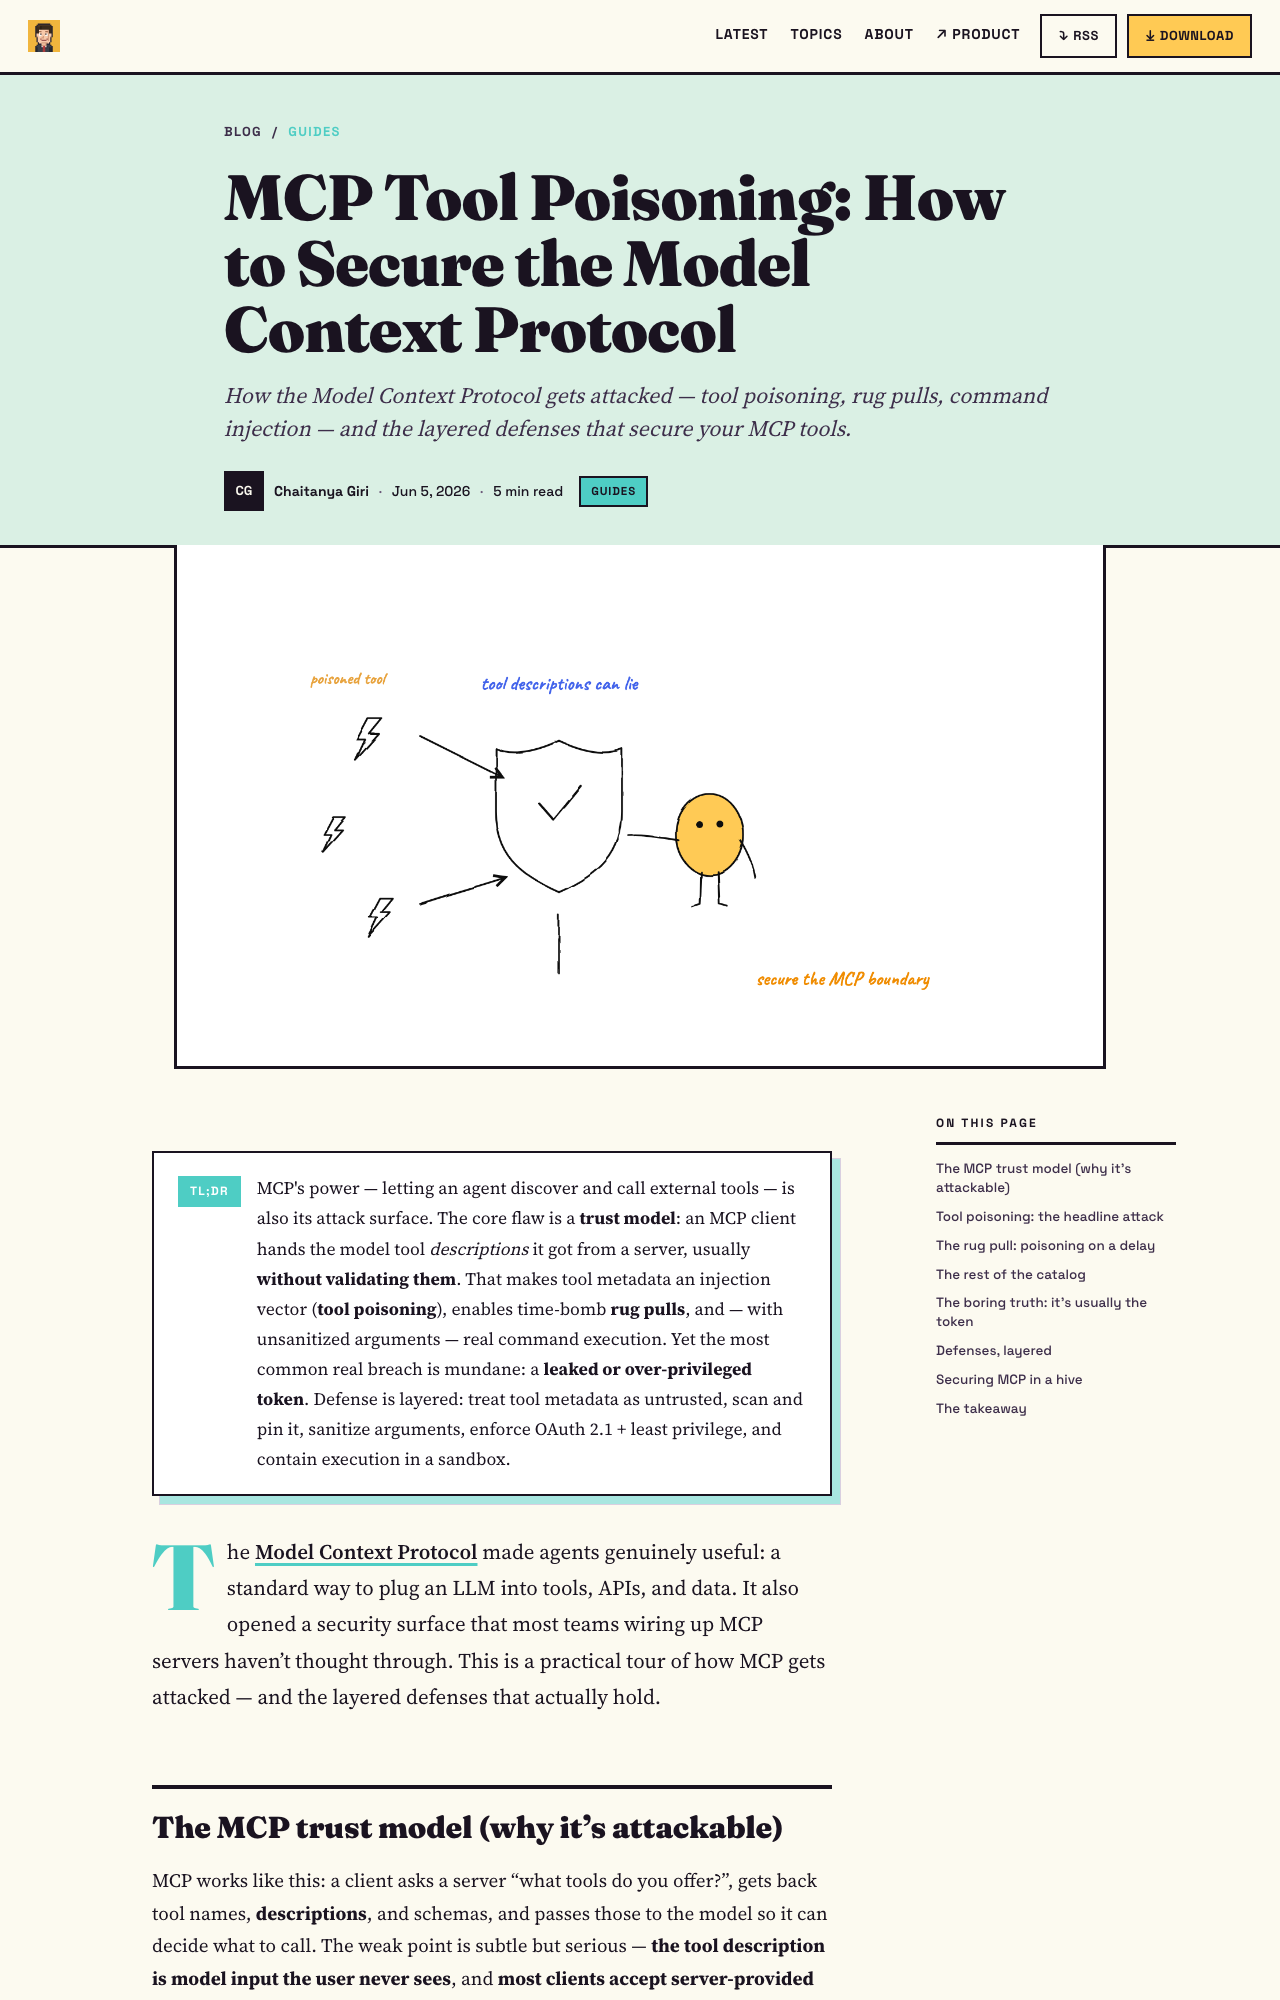 LATEST TOPICS ABOUT ↗ PRODUCT ⤵ RSS ⤓ DOWNLOAD
BLOG / GUIDES
MCP Tool Poisoning: How
to Secure the Model
Context Protocol
How the Model Context Protocol gets attacked — tool poisoning, rug pulls, command
injection — and the layered defenses that secure your MCP tools.
CG Chaitanya Giri · Jun 5, 2026 · 5 min read GUIDES
poisoned tool
tool descriptions can lie
secure the MCP boundary
ON THIS PAGE
The MCP trust model (why it’s
attackable)
Tool poisoning: the headline attack
The rug pull: poisoning on a delay
The rest of the catalog
The boring truth: it’s usually the
token
Defenses, layered
Securing MCP in a hive
The takeaway
TL;DR
MCP's power — letting an agent discover and call external tools — is
also its attack surface. The core flaw is a trust model: an MCP client
hands the model tool descriptions it got from a server, usually
without validating them. That makes tool metadata an injection
vector (tool poisoning), enables time-bomb rug pulls, and — with
unsanitized arguments — real command execution. Yet the most
common real breach is mundane: a leaked or over-privileged
token. Defense is layered: treat tool metadata as untrusted, scan and
pin it, sanitize arguments, enforce OAuth 2.1 + least privilege, and
contain execution in a sandbox.
The Model Context Protocol made agents genuinely useful: a
standard way to plug an LLM into tools, APIs, and data. It also
opened a security surface that most teams wiring up MCP
servers haven’t thought through. This is a practical tour of how MCP gets
attacked — and the layered defenses that actually hold.
The MCP trust model (why it’s attackable)
MCP works like this: a client asks a server “what tools do you offer?”, gets back
tool names, descriptions, and schemas, and passes those to the model so it can
decide what to call. The weak point is subtle but serious — the tool description
is model input the user never sees, and most clients accept server-provided